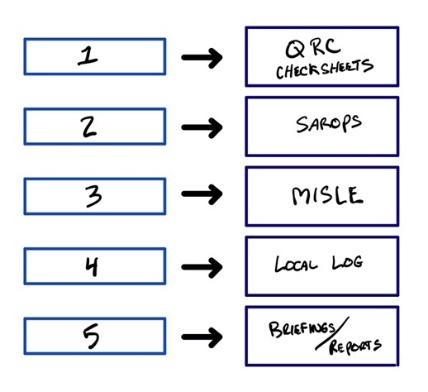 1
QRC
CHECKSHEETS
2
SAROPS
3
MISLE
4
LOCAL LOG
5
BRIEFINGS/
REPORTS